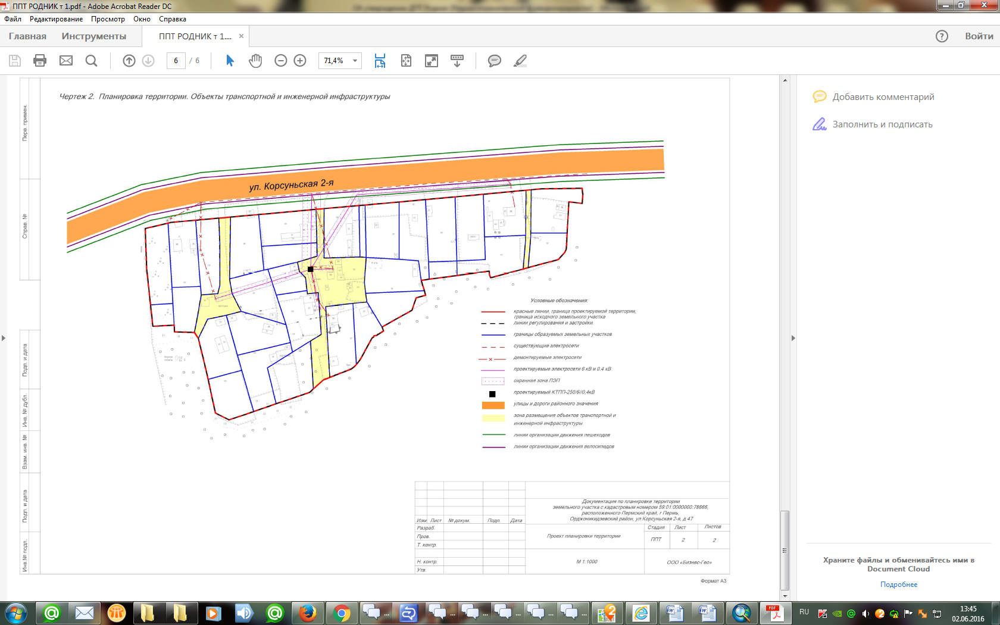 ППТ РОДНИК т 1.pdf - Adobe Acrobat Reader DC
Файл Редактирование Просмотр Окно Справка
Главная Инструменты ППТ РОДНИК т 1.... × ? Войти
6 / 6 71,4%
Добавить комментарий
Заполнить и подписать
Чертеж 2. Планировка территории. Объекты транспортной и инженерной инфраструктуры
Перв. примен.
Справ. №
Подп. и дата
Инв. № дубл.
Взам. инв. №
Подп. и дата
Инв.№ подл.
ул. Корсуньская 2-я
Условные обозначения:
красные линии, граница проектируемой территории,
граница исходного земельного участка
линии регулирования и застройки
границы образуемых земельных участков
существующие электросети
демонтируемые электросети
проектируемые электросети 6 кВ и 0.4 кВ
охранная зона ЛЭП
проектируемый КТПП-250/6//0,4кВ
улицы и дороги районного значения
зона размещения объектов транспортной и
инженерной инфраструктуры
линии организации движения пешеходов
линии организации движения велосипедов
Документация по планировке территории
земельного участка с кадастровым номером 59:01:0000000:78666,
расположенного Пермский край, г Пермь,
Орджоникидзевский район, ул.Корсуньская 2-я, д 47
Изм Лист № докум. Подп. Дата
Разраб.
Пров.
Т. контр.
Н. контр.
Утв.
Проект планировки территории
Стадия Лист Листов
ППТ 2 2
М 1:1000
ООО «Бизнес-Гео»
Формат А3
Храните файлы и обменивайтесь ими в
Document Cloud
Подробнее
RU
13:45
02.06.2016